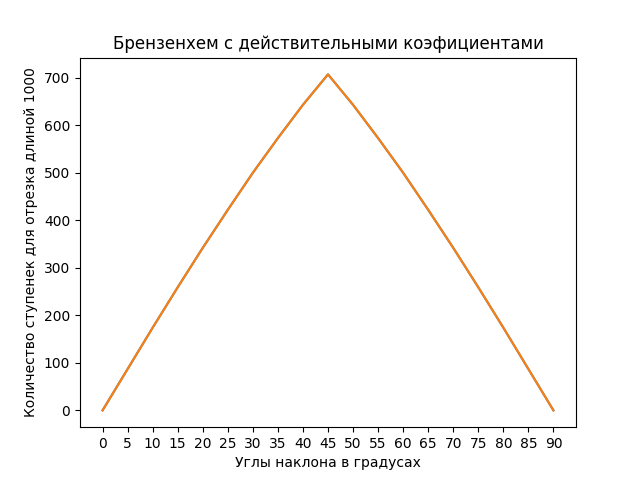 Брензенхем с действительными коэфициентами
Количество ступенек для отрезка длиной 1000
700
600
500
400
300
200
100
0
0 5 10 15 20 25 30 35 40 45 50 55 60 65 70 75 80 85 90
Углы наклона в градусах